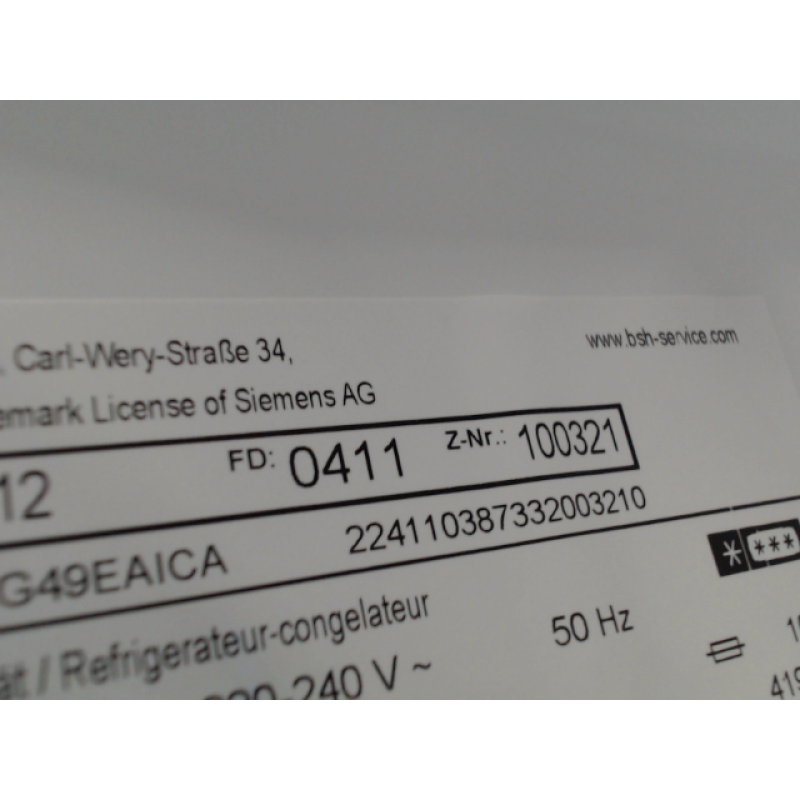 Carl-Wery-Straße 34,
www.bsh-service.com
License of Siemens AG
12 FD: 0411 Z-Nr.: 100321
G49EAICA 224110387332003210
/ Refrigerateur-congelateur
50 Hz
-240 V ~